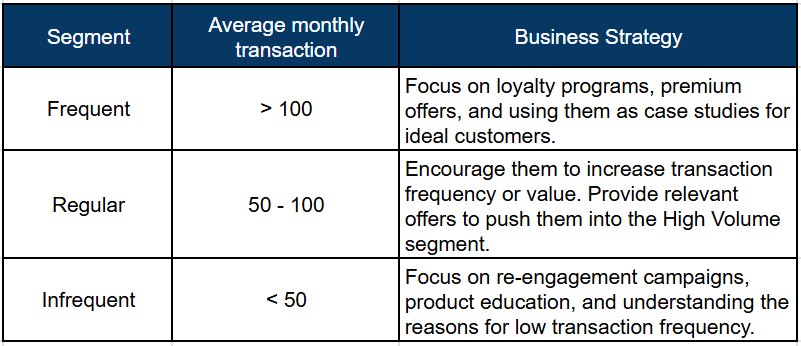 Segment
Average monthly
transaction
Business Strategy
Frequent
> 100
Focus on loyalty programs, premium
offers, and using them as case studies for
ideal customers.
Regular
50 - 100
Encourage them to increase transaction
frequency or value. Provide relevant
offers to push them into the High Volume
segment.
Infrequent
< 50
Focus on re-engagement campaigns,
product education, and understanding the
reasons for low transaction frequency.